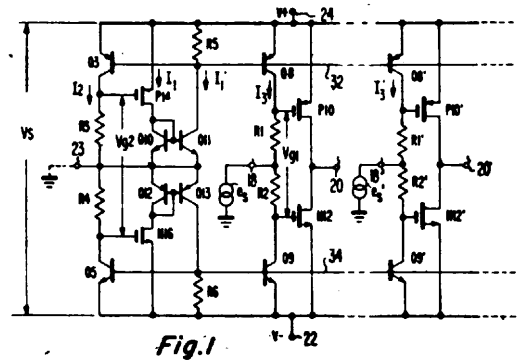 V+ 24
Q3 R5 Q8 Q8'
I2 P14 I1 I1' 32 I3 P10 I3' P10'
VS R3 Vg2 Q10 Q11 R1 Vg1 R1'
23 18 20 18' 20'
R4 Q12 Q13 es R2 es' R2'
N16 N12 N12'
Q5 Q9 34 Q9'
R6
V- 22
Fig.1